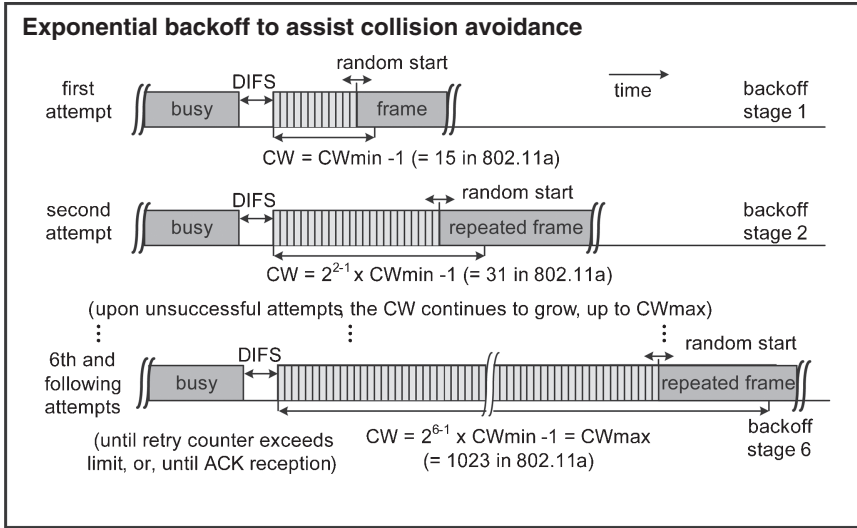 Exponential backoff to assist collision avoidance
random start
first
attempt
DIFS
busy
frame
time
backoff
stage 1
CW = CWmin -1 (= 15 in 802.11a)
random start
second
attempt
DIFS
busy
repeated frame
backoff
stage 2
CW = 2²⁻¹ x CWmin -1 (= 31 in 802.11a)
(upon unsuccessful attempts, the CW continues to grow, up to CWmax)
random start
6th and
following
attempts
DIFS
busy
repeated frame
backoff
stage 6
(until retry counter exceeds
limit, or, until ACK reception)
CW = 2⁶⁻¹ x CWmin -1 = CWmax
(= 1023 in 802.11a)